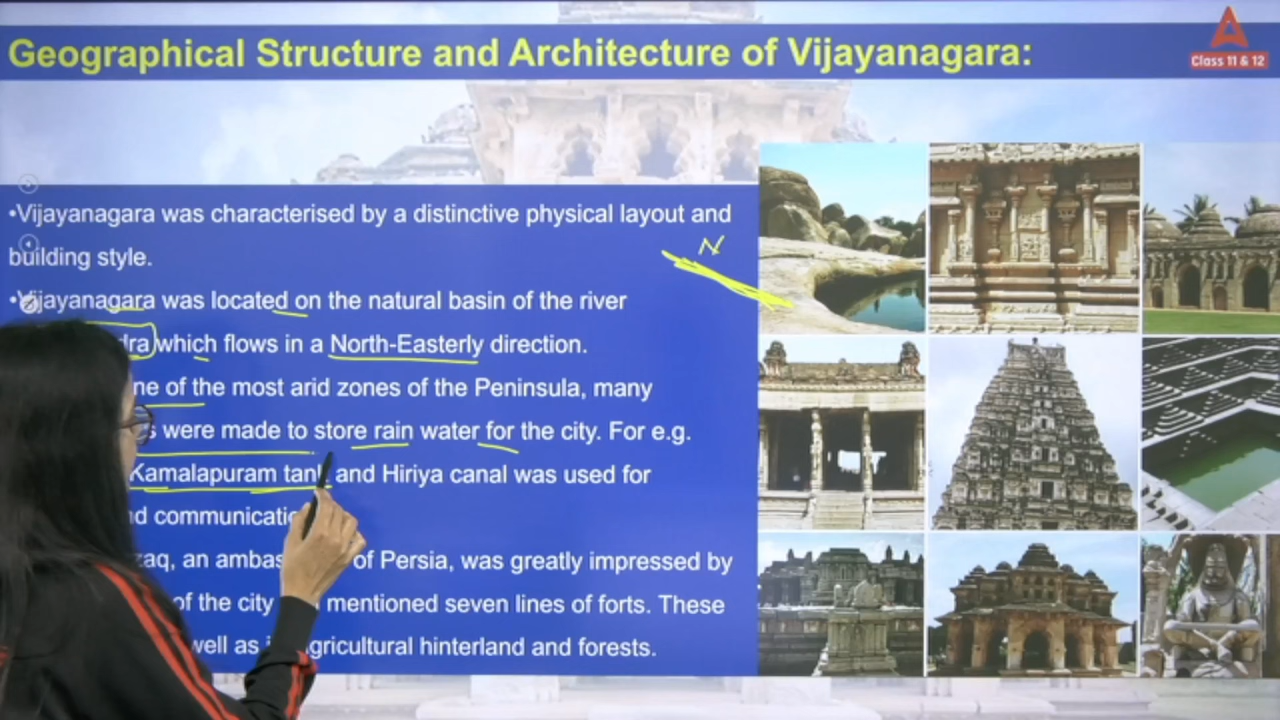 Geographical Structure and Architecture of Vijayanagara:
Class 11 & 12
•Vijayanagara was characterised by a distinctive physical layout and
building style.
N
•Vijayanagara was located on the natural basin of the river
dra which flows in a North-Easterly direction.
ne of the most arid zones of the Peninsula, many
s were made to store rain water for the city. For e.g.
Kamalapuram tank and Hiriya canal was used for
nd communicatio
zaq, an ambas of Persia, was greatly impressed by
of the city mentioned seven lines of forts. These
well as agricultural hinterland and forests.